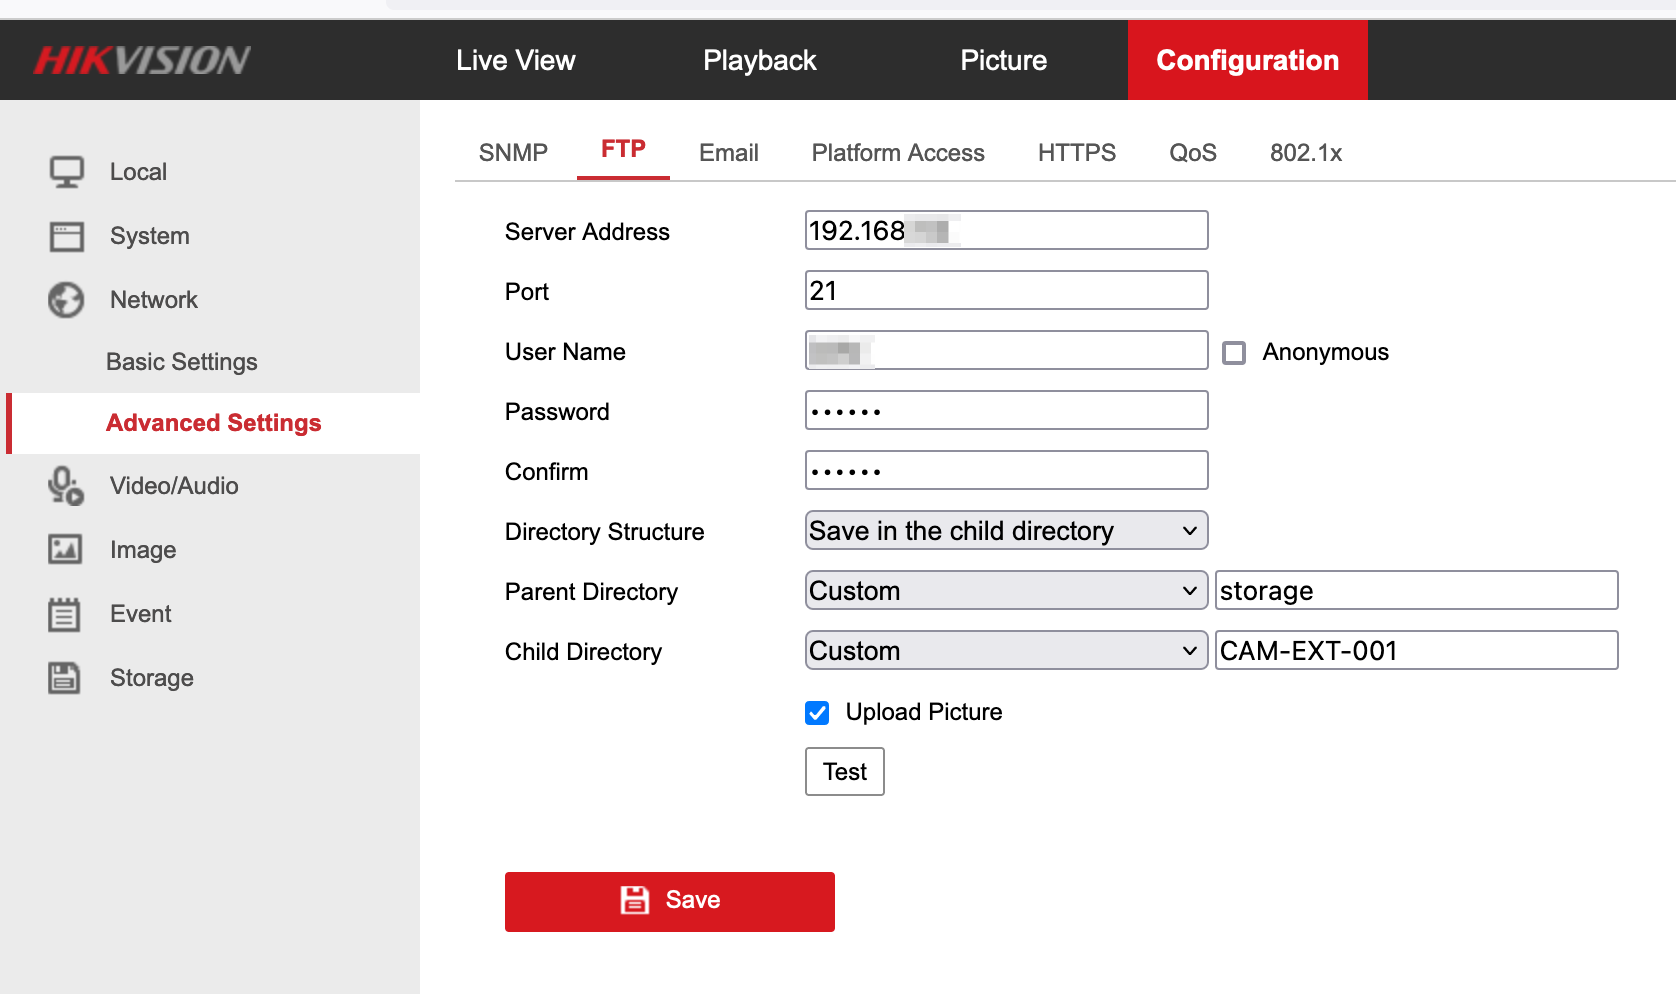 HIKVISION Live View Playback Picture Configuration
SNMP FTP Email Platform Access HTTPS QoS 802.1x
Local
System
Network
Basic Settings
Advanced Settings
Video/Audio
Image
Event
Storage
Server Address 192.168
Port 21
User Name Anonymous
Password ••••••
Confirm ••••••
Directory Structure Save in the child directory
Parent Directory Custom storage
Child Directory Custom CAM-EXT-001
Upload Picture
Test
Save